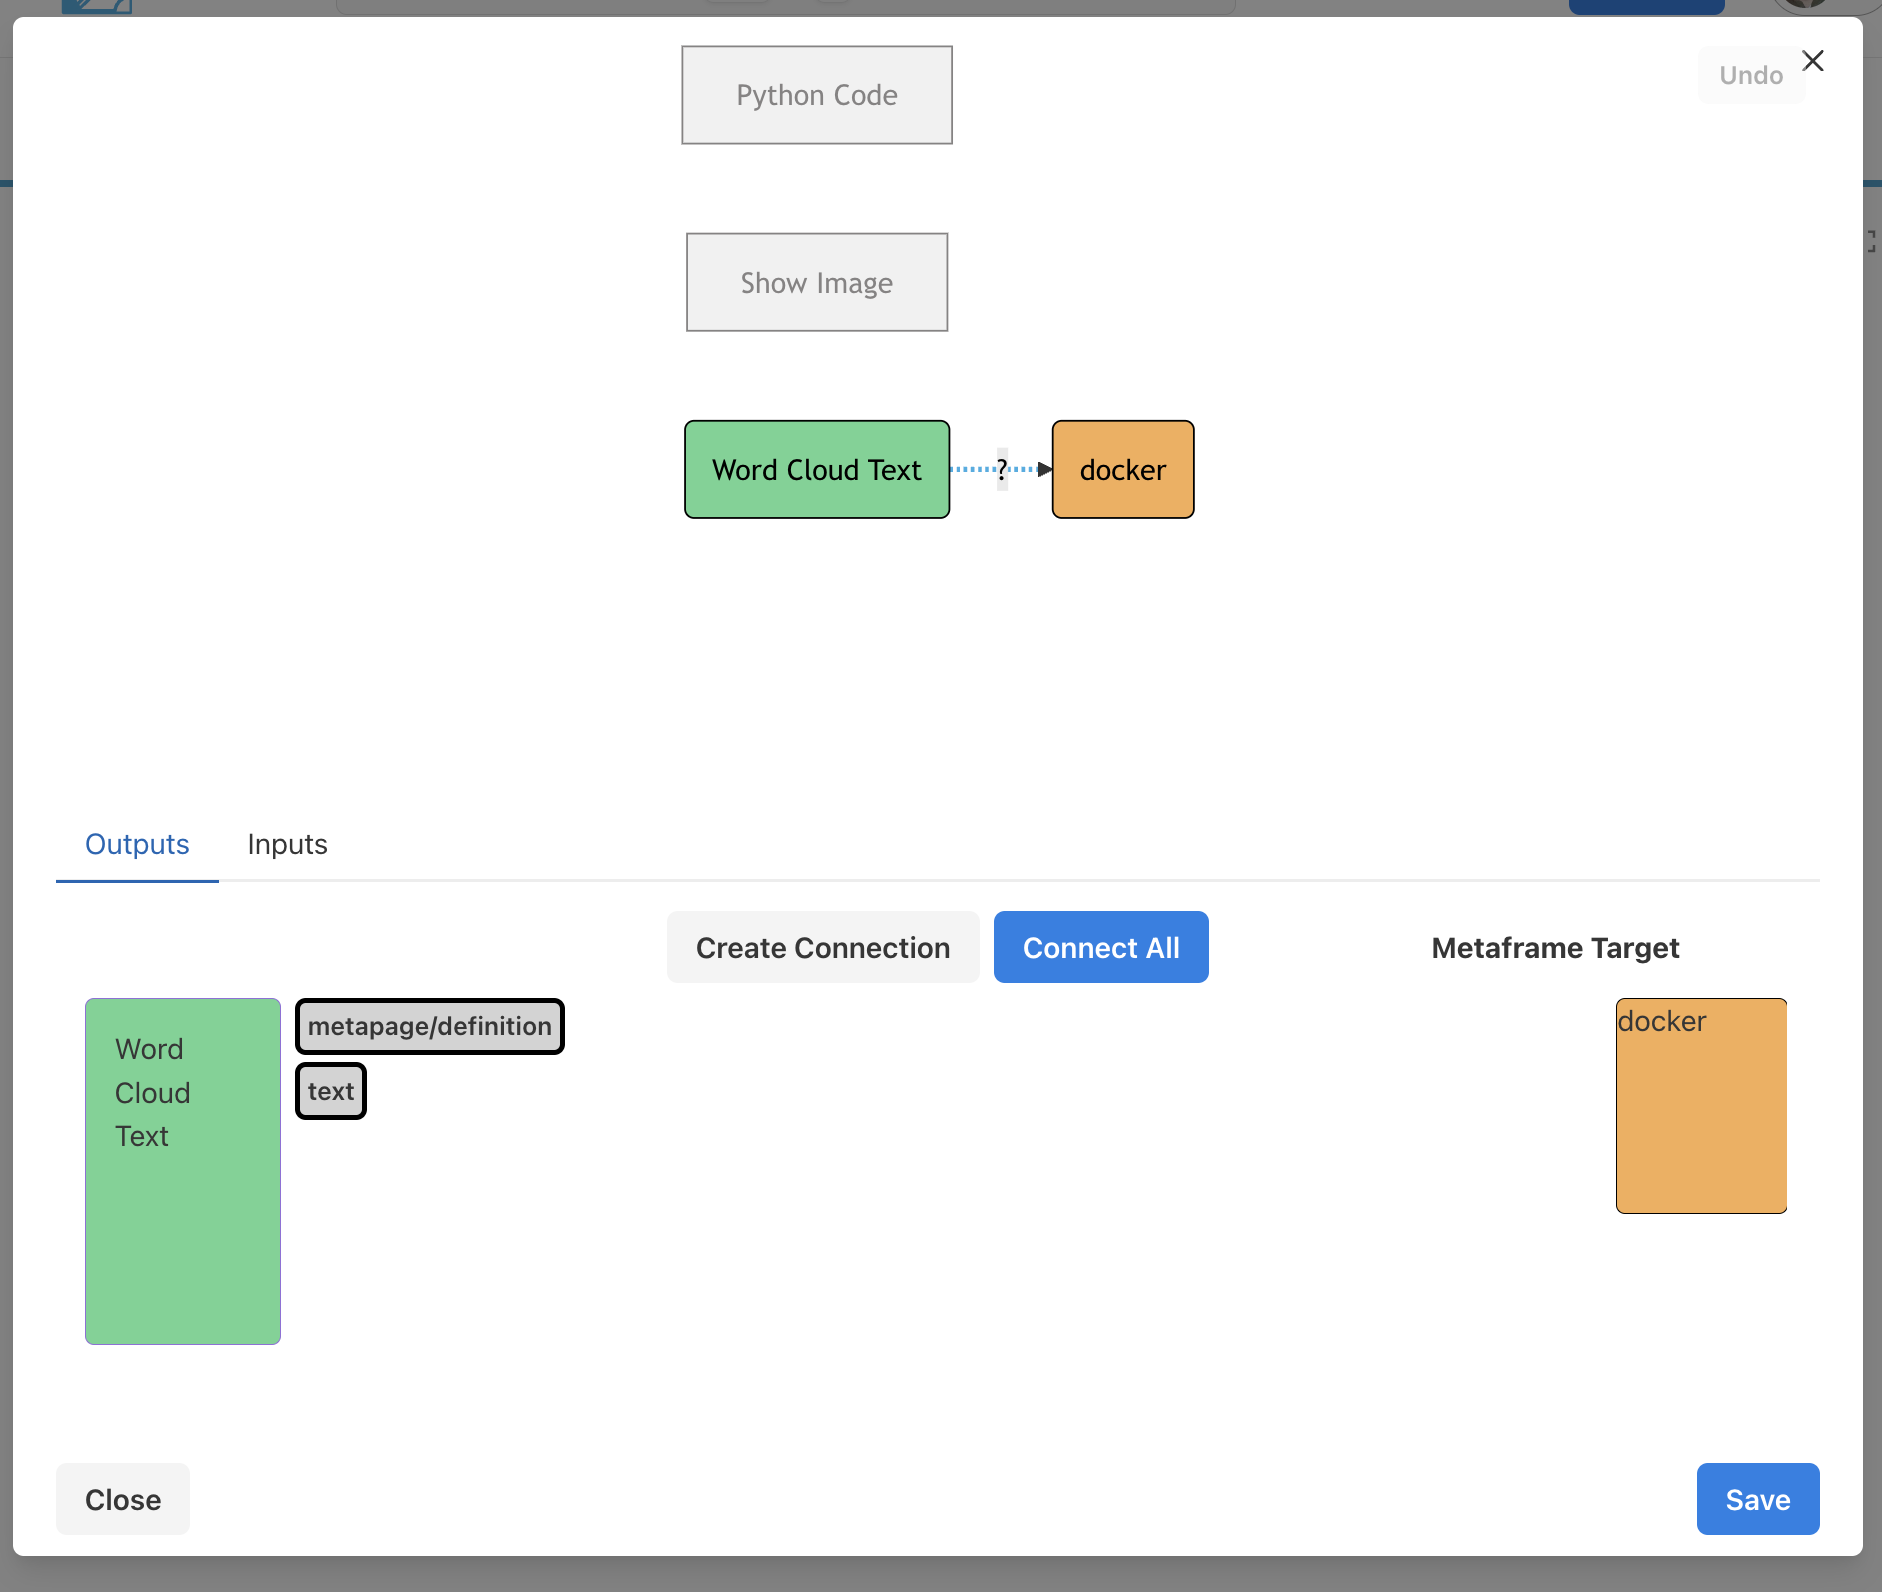 Python Code
Undo
Show Image
Word Cloud Text
?
docker
Outputs
Inputs
Create Connection
Connect All
Metaframe Target
Word
Cloud
Text
metapage/definition
text
docker
Close
Save